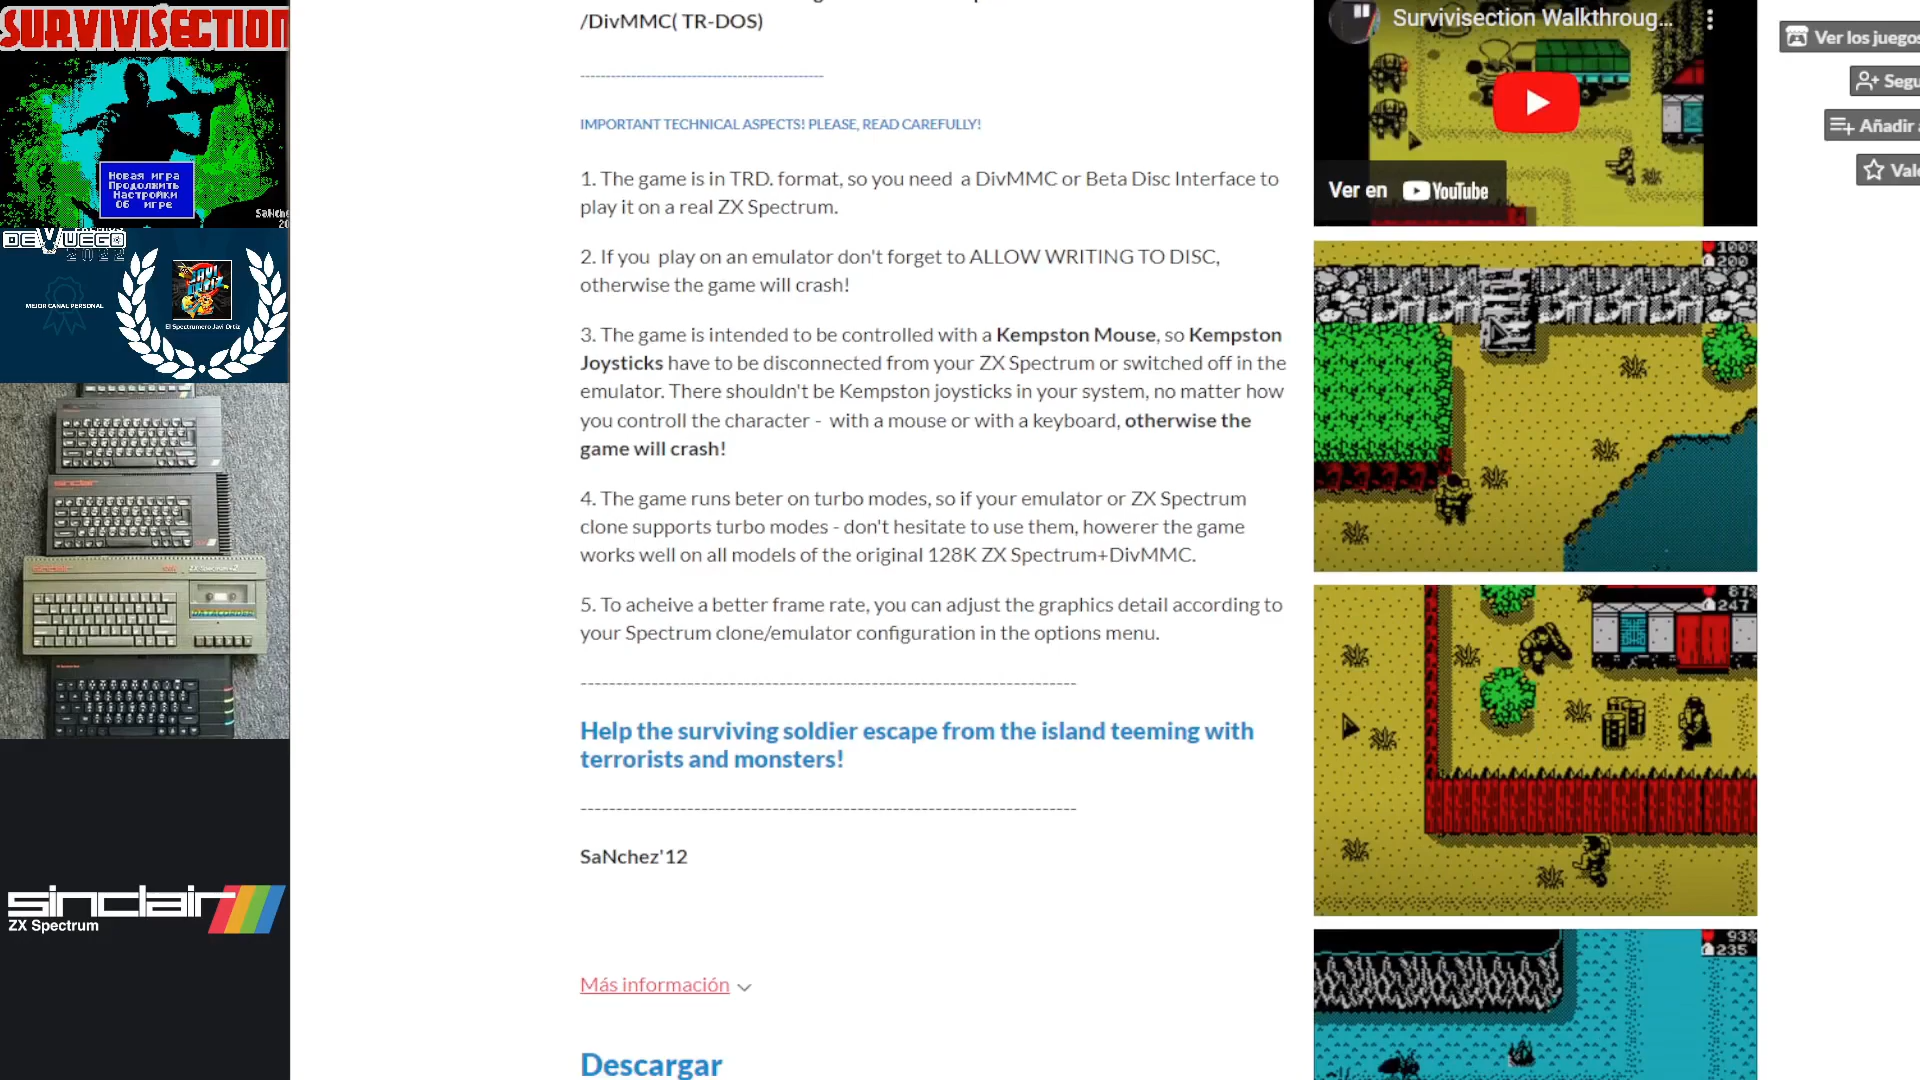 SURVIVISECTION
Новая игра
Продолжить
Настройки
Об игре
DEVUEGO
2022
MEJOR CANAL PERSONAL
JAVI ORTIZ
El Spectrumero Javi Ortiz
sinclair
DATACORDER
sinclair
ZX Spectrum
/DivMMC( TR-DOS)
---------------------------------------------------
IMPORTANT TECHNICAL ASPECTS! PLEASE, READ CAREFULLY!
1. The game is in TRD. format, so you need  a DivMMC or Beta Disc Interface to
play it on a real ZX Spectrum.
2. If you  play on an emulator don't forget to ALLOW WRITING TO DISC,
otherwise the game will crash!
3. The game is intended to be controlled with a Kempston Mouse, so Kempston
Joysticks have to be disconnected from your ZX Spectrum or switched off in the
emulator. There shouldn't be Kempston joysticks in your system, no matter how
you controll the character -  with a mouse or with a keyboard, otherwise the
game will crash!
4. The game runs beter on turbo modes, so if your emulator or ZX Spectrum
clone supports turbo modes - don't hesitate to use them, howerer the game
works well on all models of the original 128K ZX Spectrum+DivMMC.
5. To acheive a better frame rate, you can adjust the graphics detail according to
your Spectrum clone/emulator configuration in the options menu.
----------------------------------------------------------------------
Help the surviving soldier escape from the island teeming with
terrorists and monsters!
----------------------------------------------------------------------
SaNchez'12
Más información
Descargar
Survivisection Walkthroug...
Ver en YouTube
100%
200
87%
247
93%
235
Ver los juegos
Segu
Añadir a
Valo